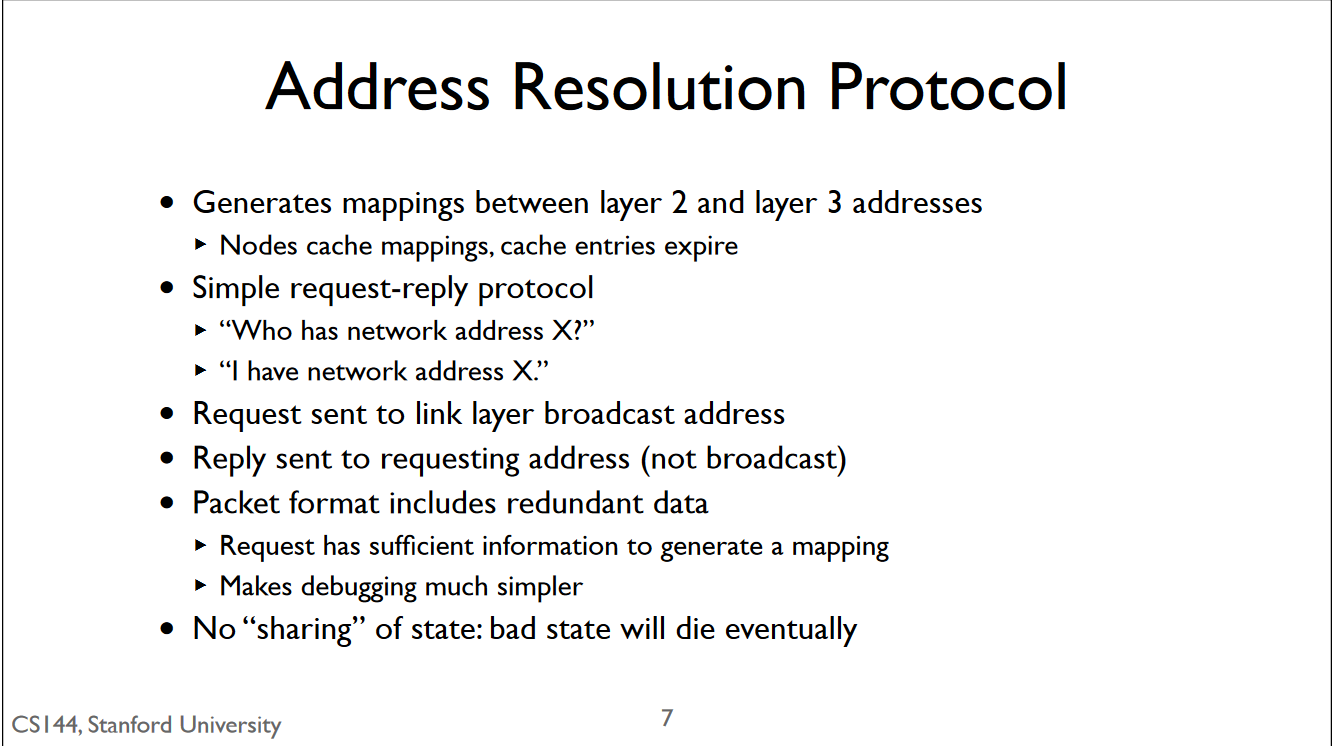 Address Resolution Protocol
• Generates mappings between layer 2 and layer 3 addresses
‣ Nodes cache mappings, cache entries expire
• Simple request-reply protocol
‣ “Who has network address X?”
‣ “I have network address X.”
• Request sent to link layer broadcast address
• Reply sent to requesting address (not broadcast)
• Packet format includes redundant data
‣ Request has sufficient information to generate a mapping
‣ Makes debugging much simpler
• No “sharing” of state: bad state will die eventually
CS144, Stanford University
7